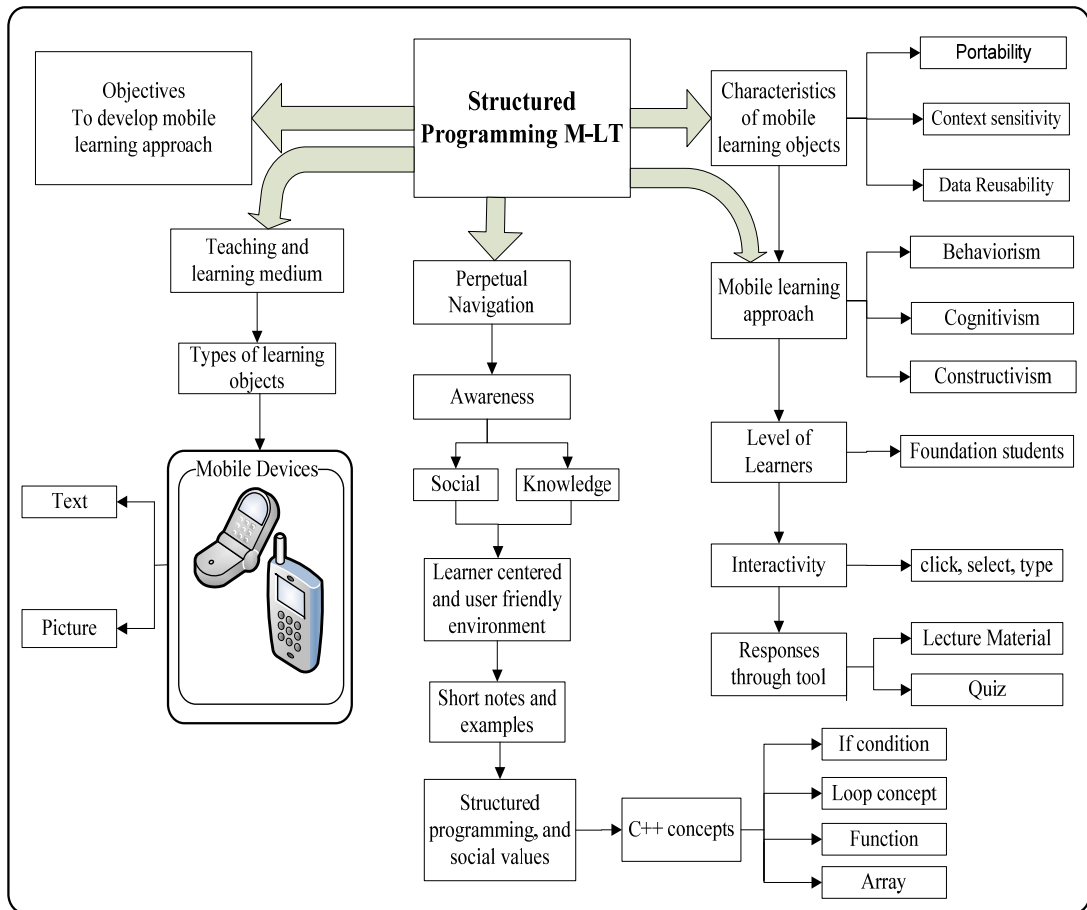 Structured
Programming M-LT
Objectives
To develop mobile
learning approach
Teaching and
learning medium
Types of learning
objects
Mobile Devices
Text
Picture
Perpetual
Navigation
Awareness
Social
Knowledge
Learner centered
and user friendly
environment
Short notes and
examples
Structured
programming, and
social values
C++ concepts
If condition
Loop concept
Function
Array
Characteristics
of mobile
learning objects
Portability
Context sensitivity
Data Reusability
Mobile learning
approach
Behaviorism
Cognitivism
Constructivism
Level of
Learners
Foundation students
Interactivity
click, select, type
Responses
through tool
Lecture Material
Quiz